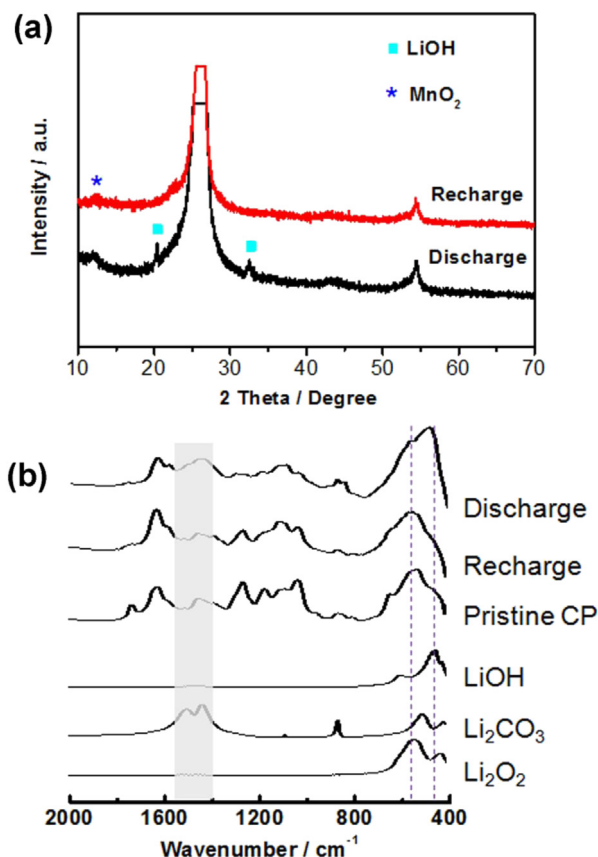 (a)
LiOH
* MnO₂
Intensity / a.u.
*
Recharge
Discharge
10 20 30 40 50 60 70
2 Theta / Degree
(b)
Discharge
Recharge
Pristine CP
LiOH
Li₂CO₃
Li₂O₂
2000 1600 1200 800 400
Wavenumber / cm⁻¹